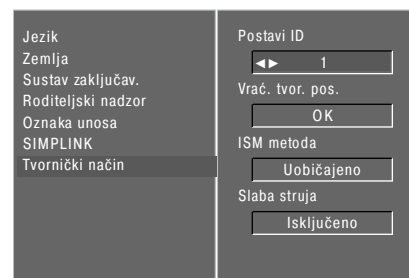 Jezik
Zemlja
Sustav zaključav.
Roditeljski nadzor
Oznaka unosa
SIMPLINK
Tvornički način
Postavi ID
◄► 1
Vrać. tvor. pos.
OK
ISM metoda
Uobičajeno
Slaba struja
Isključeno